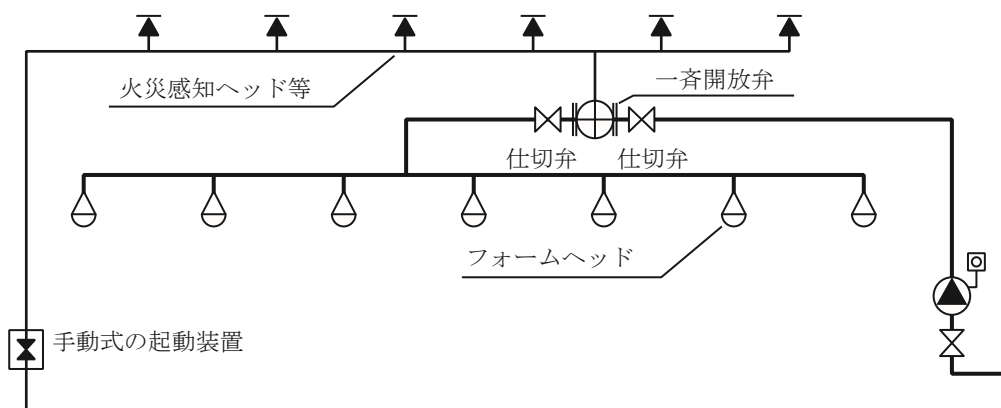 火災感知ヘッド等
一斉開放弁
仕切弁
仕切弁
フォームヘッド
手動式の起動装置